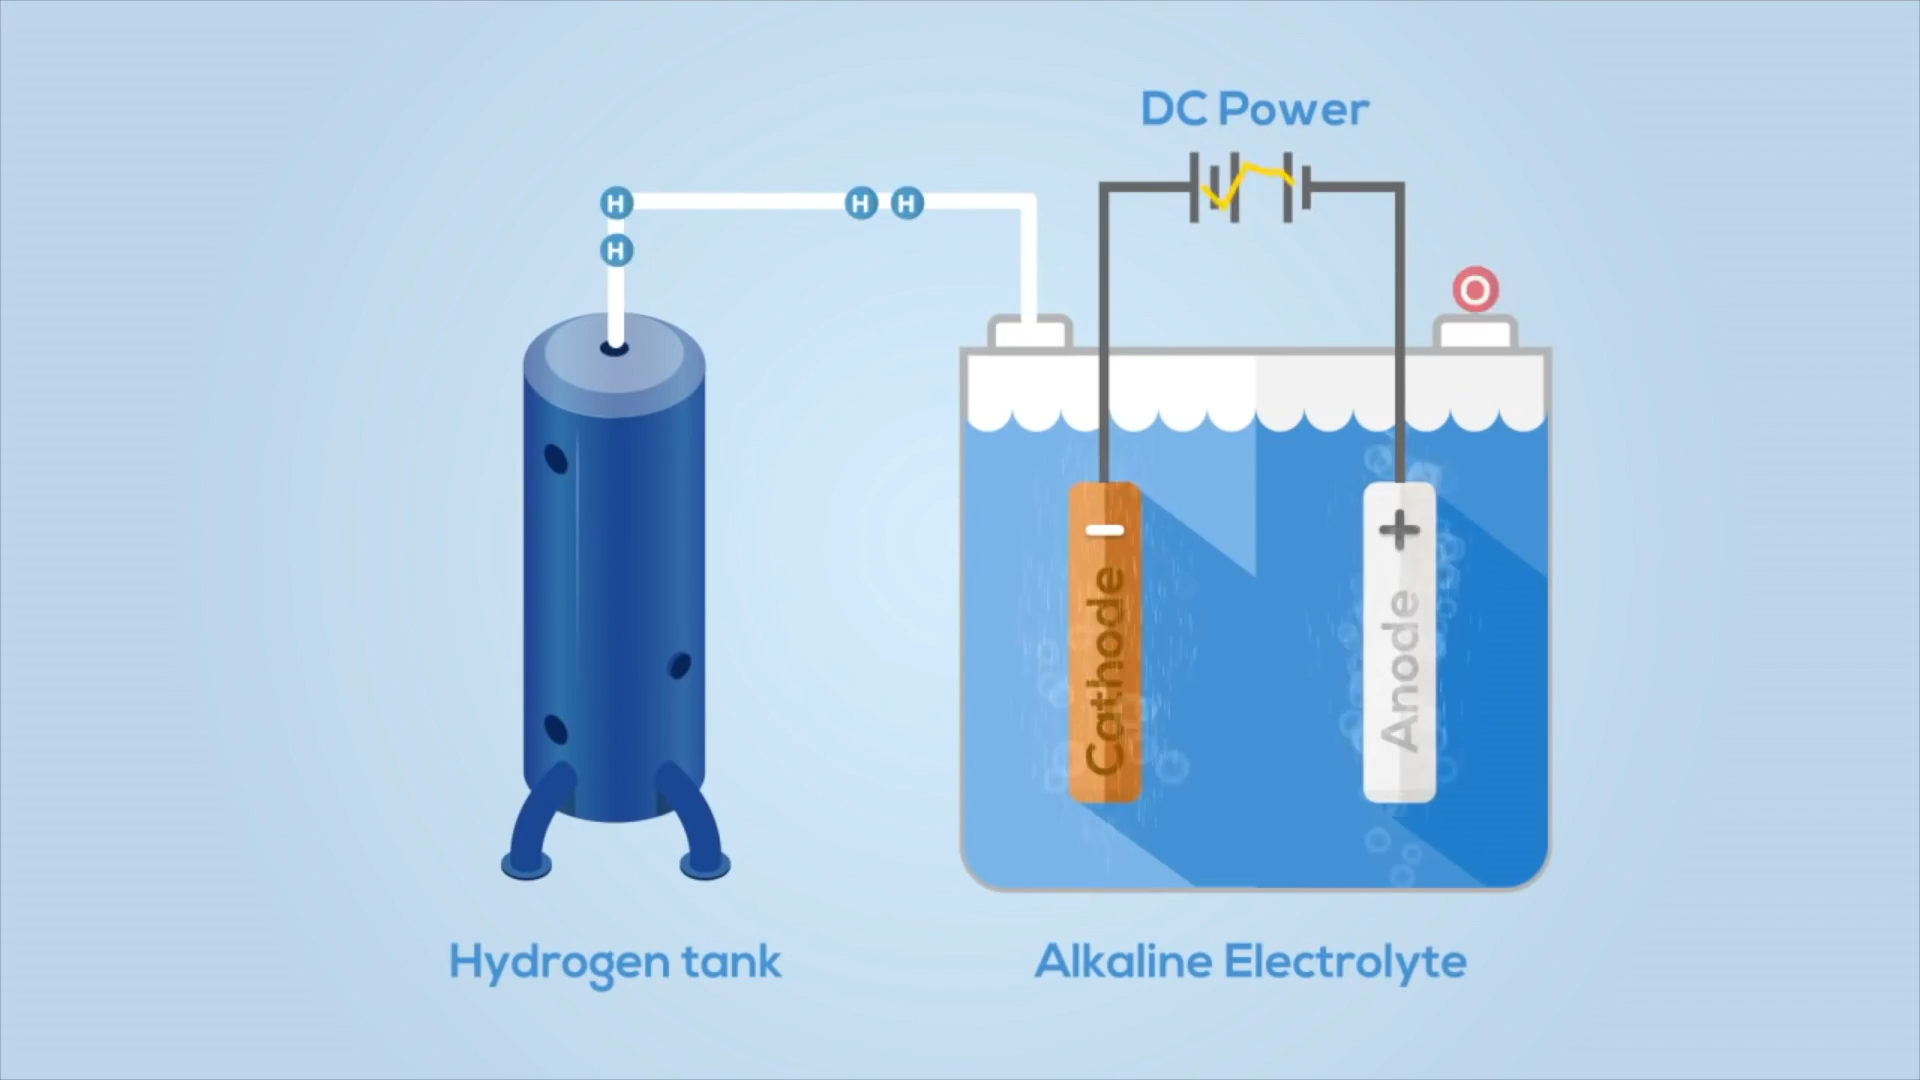 DC Power
H H H
H
O
−
+
Cathode
Anode
Hydrogen tank
Alkaline Electrolyte